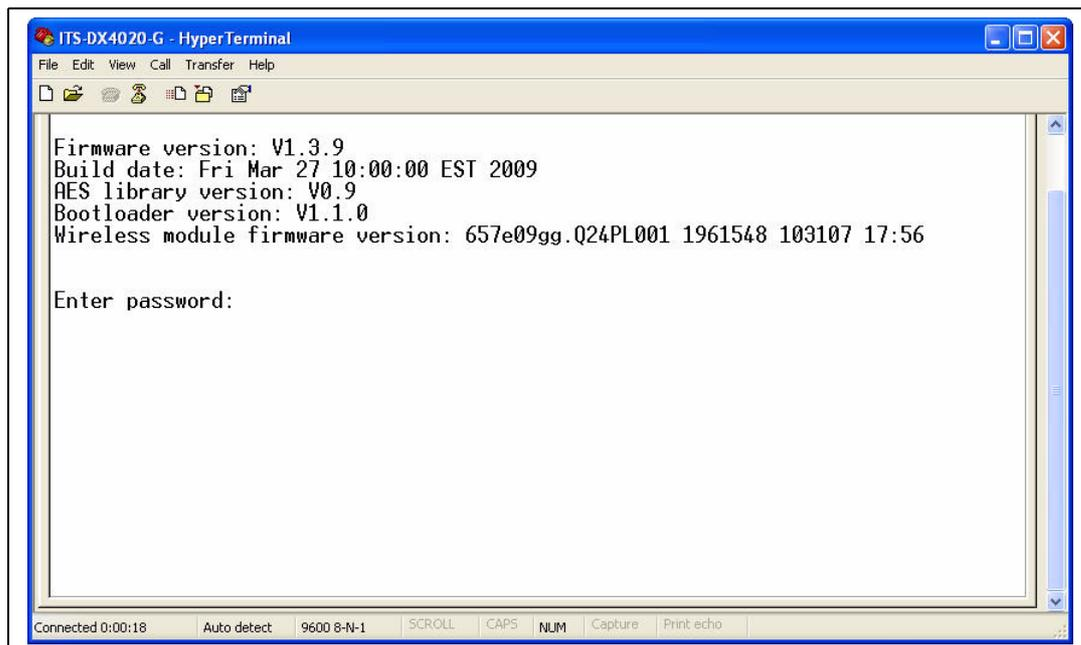 ITS-DX4020-G - HyperTerminal
File Edit View Call Transfer Help
Firmware version: V1.3.9
Build date: Fri Mar 27 10:00:00 EST 2009
AES library version: V0.9
Bootloader version: V1.1.0
Wireless module firmware version: 657e09gg.Q24PL001 1961548 103107 17:56
Enter password:
Connected 0:00:18 Auto detect 9600 8-N-1 SCROLL CAPS NUM Capture Print echo